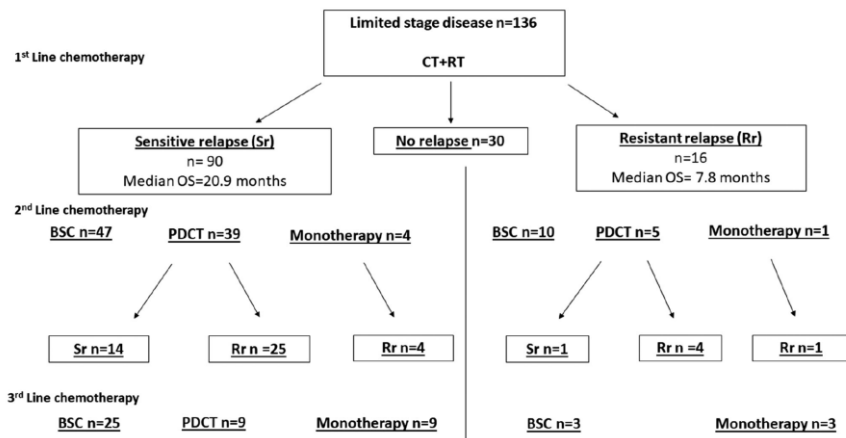 Limited stage disease n=136
1st Line chemotherapy
CT+RT
Sensitive relapse (Sr)
n= 90
Median OS=20.9 months
No relapse n=30
Resistant relapse (Rr)
n=16
Median OS= 7.8 months
2nd Line chemotherapy
BSC n=47 PDCT n=39 Monotherapy n=4 BSC n=10 PDCT n=5 Monotherapy n=1
Sr n=14 Rr n =25 Rr n=4 Sr n=1 Rr n=4 Rr n=1
3rd Line chemotherapy
BSC n=25 PDCT n=9 Monotherapy n=9 BSC n=3 Monotherapy n=3